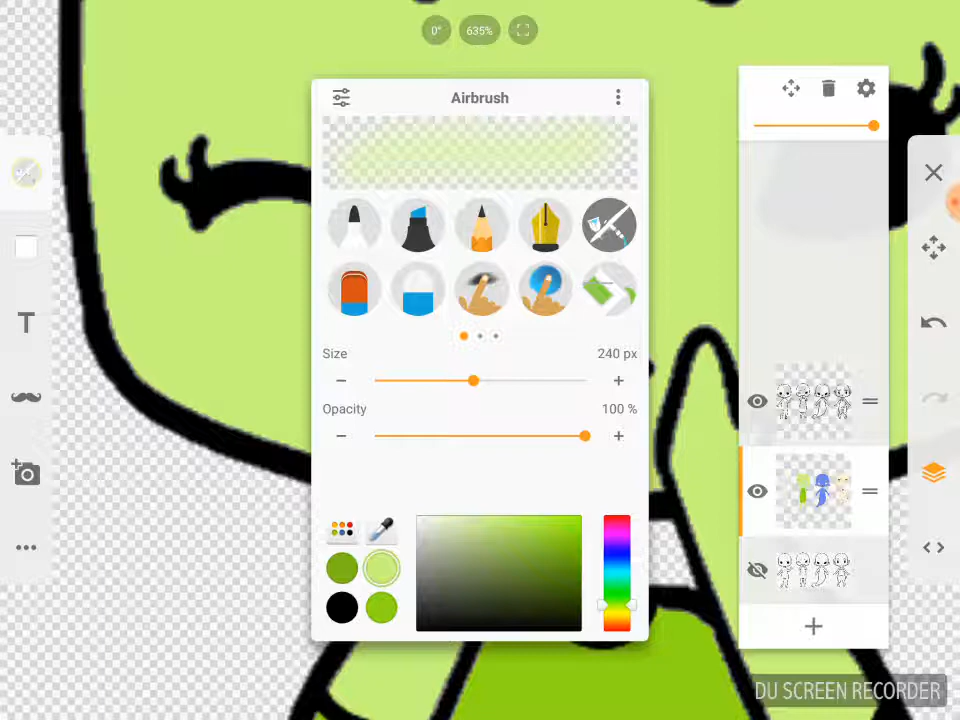 0°
635%
Airbrush
T
Size
240 px
Opacity
100 %
DU SCREEN RECORDER